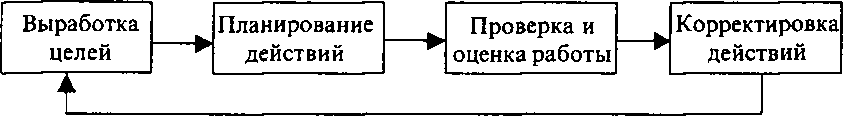 Выработка
целей
Планирование
действий
Проверка и
оценка работы
Корректировка
действий